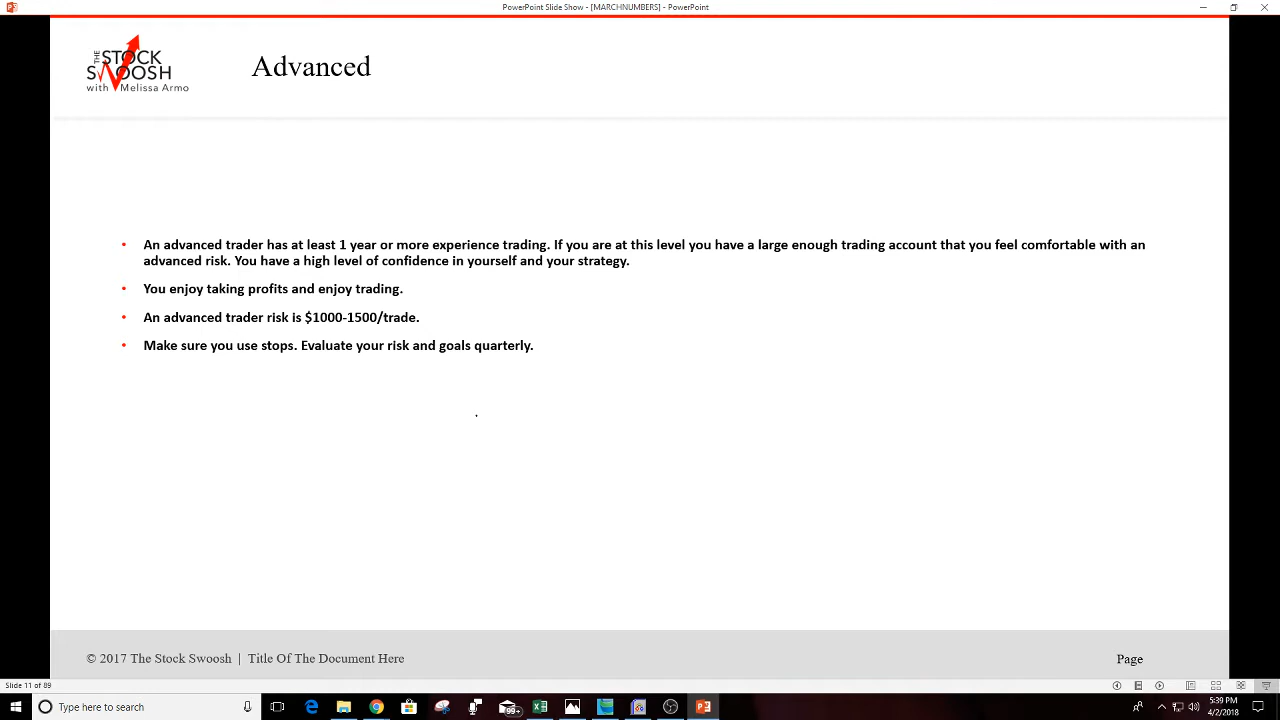 PowerPoint Slide Show - [MARCHNUMBERS] - PowerPoint
THE
STOCK
SWOOSH
with Melissa Armo
Advanced
• An advanced trader has at least 1 year or more experience trading. If you are at this level you have a large enough trading account that you feel comfortable with an
advanced risk. You have a high level of confidence in yourself and your strategy.
• You enjoy taking profits and enjoy trading.
• An advanced trader risk is $1000-1500/trade.
• Make sure you use stops. Evaluate your risk and goals quarterly.
© 2017 The Stock Swoosh | Title Of The Document Here
Page
Slide 11 of 89
Type here to search
99+
5:39 PM
4/2/2018